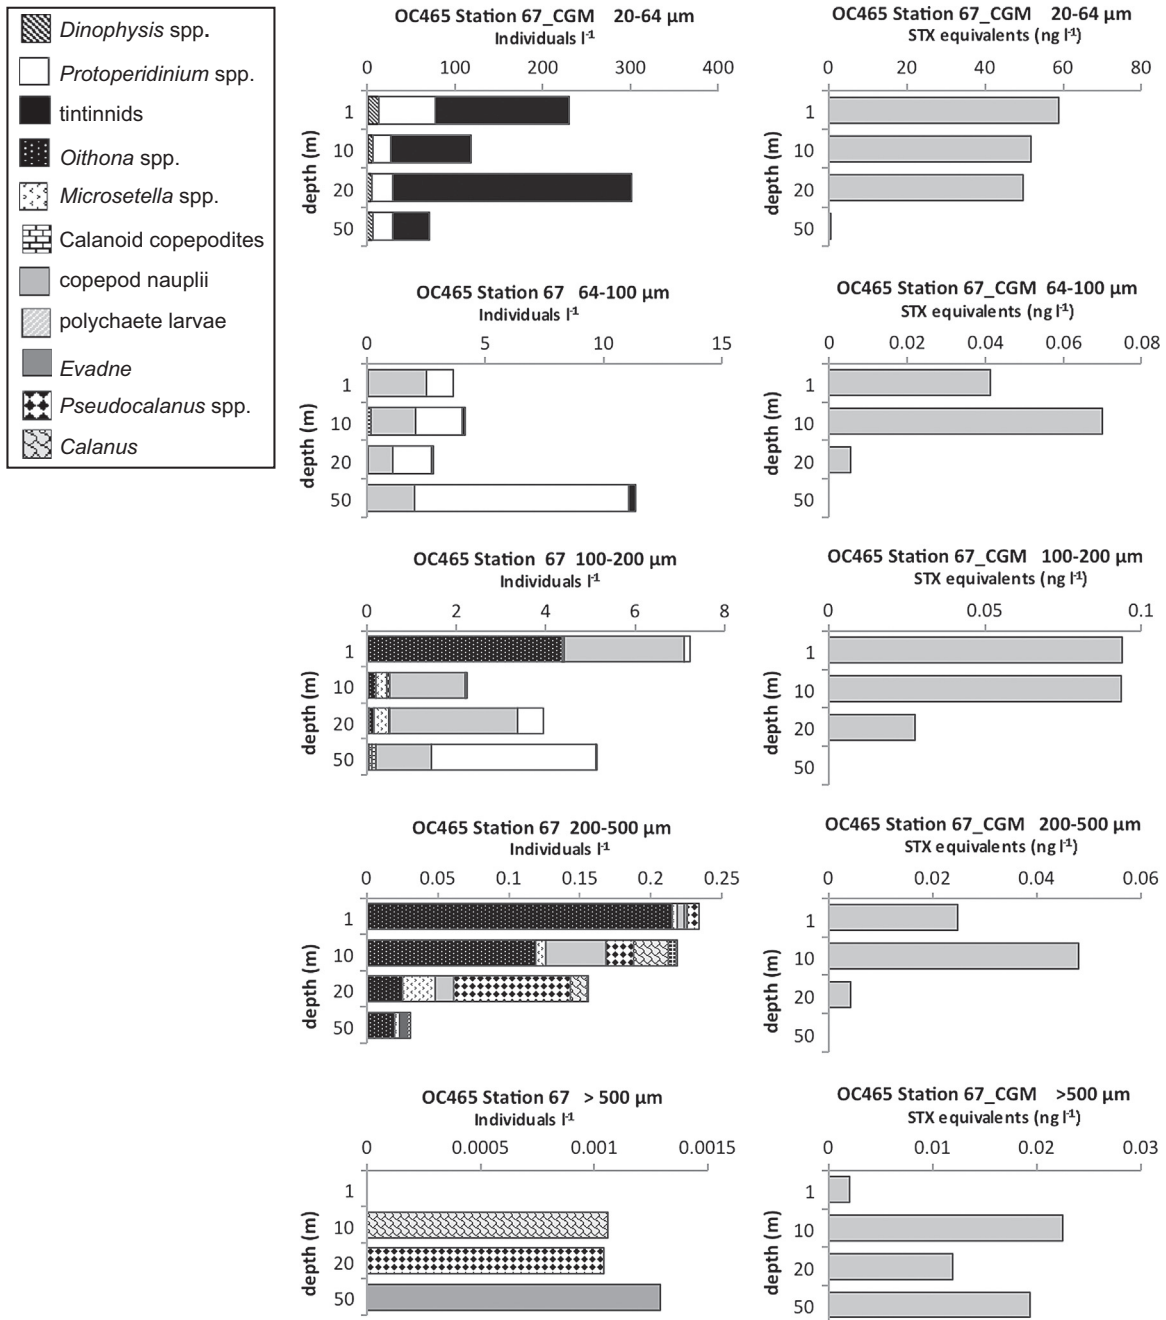 Dinophysis spp.
Protoperidinium spp.
tintinnids
Oithona spp.
Microsetella spp.
Calanoid copepodites
copepod nauplii
polychaete larvae
Evadne
Pseudocalanus spp.
Calanus
OC465 Station 67_CGM 20-64 µm
Individuals l⁻¹
0 100 200 300 400
depth (m)
1
10
20
50
OC465 Station 67_CGM 20-64 µm
STX equivalents (ng l⁻¹)
0 20 40 60 80
depth (m)
1
10
20
50
OC465 Station 67 64-100 µm
Individuals l⁻¹
0 5 10 15
depth (m)
1
10
20
50
OC465 Station 67_CGM 64-100 µm
STX equivalents (ng l⁻¹)
0 0.02 0.04 0.06 0.08
depth (m)
1
10
20
50
OC465 Station 67 100-200 µm
Individuals l⁻¹
0 2 4 6 8
depth (m)
1
10
20
50
OC465 Station 67_CGM 100-200 µm
STX equivalents (ng l⁻¹)
0 0.05 0.1
depth (m)
1
10
20
50
OC465 Station 67 200-500 µm
Individuals l⁻¹
0 0.05 0.1 0.15 0.2 0.25
depth (m)
1
10
20
50
OC465 Station 67_CGM 200-500 µm
STX equivalents (ng l⁻¹)
0 0.02 0.04 0.06
depth (m)
1
10
20
50
OC465 Station 67 > 500 µm
Individuals l⁻¹
0 0.0005 0.001 0.0015
depth (m)
1
10
20
50
OC465 Station 67_CGM >500 µm
STX equivalents (ng l⁻¹)
0 0.01 0.02 0.03
depth (m)
1
10
20
50